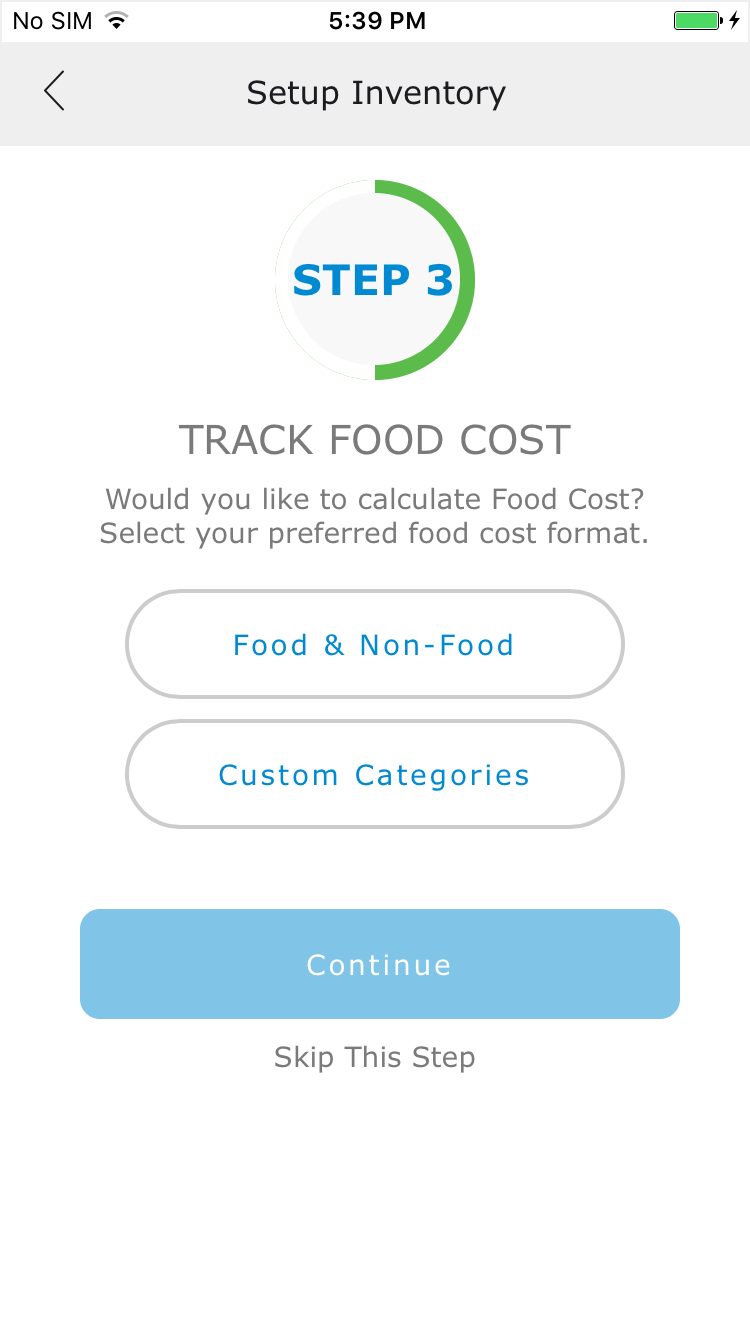 No SIM 5:39 PM
Setup Inventory
STEP 3
TRACK FOOD COST
Would you like to calculate Food Cost?
Select your preferred food cost format.
Food & Non-Food
Custom Categories
Continue
Skip This Step